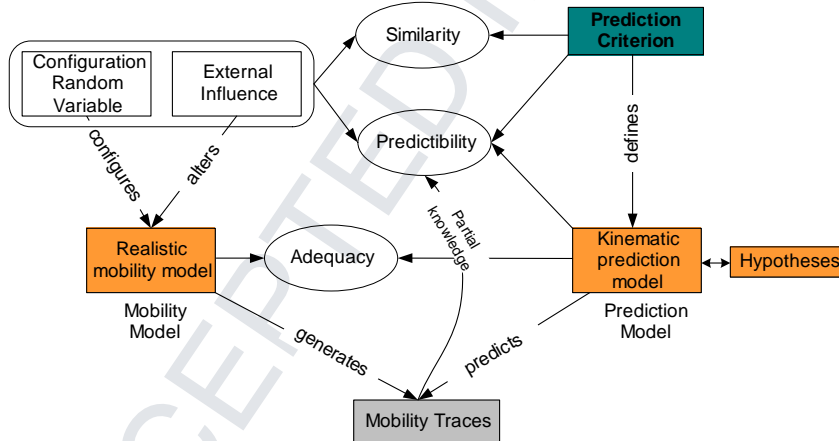 Similarity
Prediction
Criterion
Configuration
Random
Variable
External
Influence
Predictibility
configures
alters
defines
Partial
knowledge
Realistic
mobility model
Adequacy
Kinematic
prediction
model
Hypotheses
Mobility
Model
Prediction
Model
generates
predicts
Mobility Traces
CEPTED